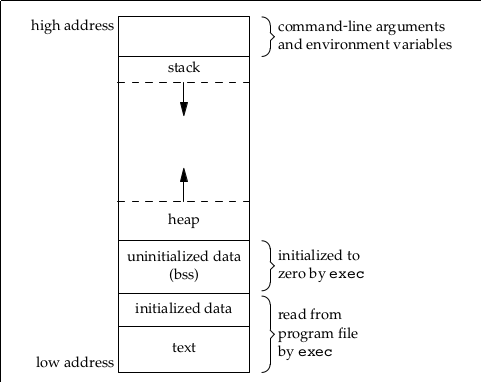 high address
command-line arguments
and environment variables
stack
heap
uninitialized data
(bss)
initialized to
zero by exec
initialized data
read from
program file
by exec
text
low address